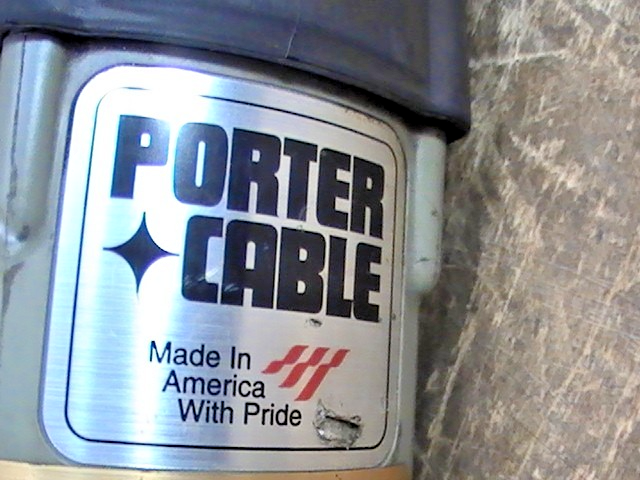 PORTER
CABLE
Made In
America
With Pride